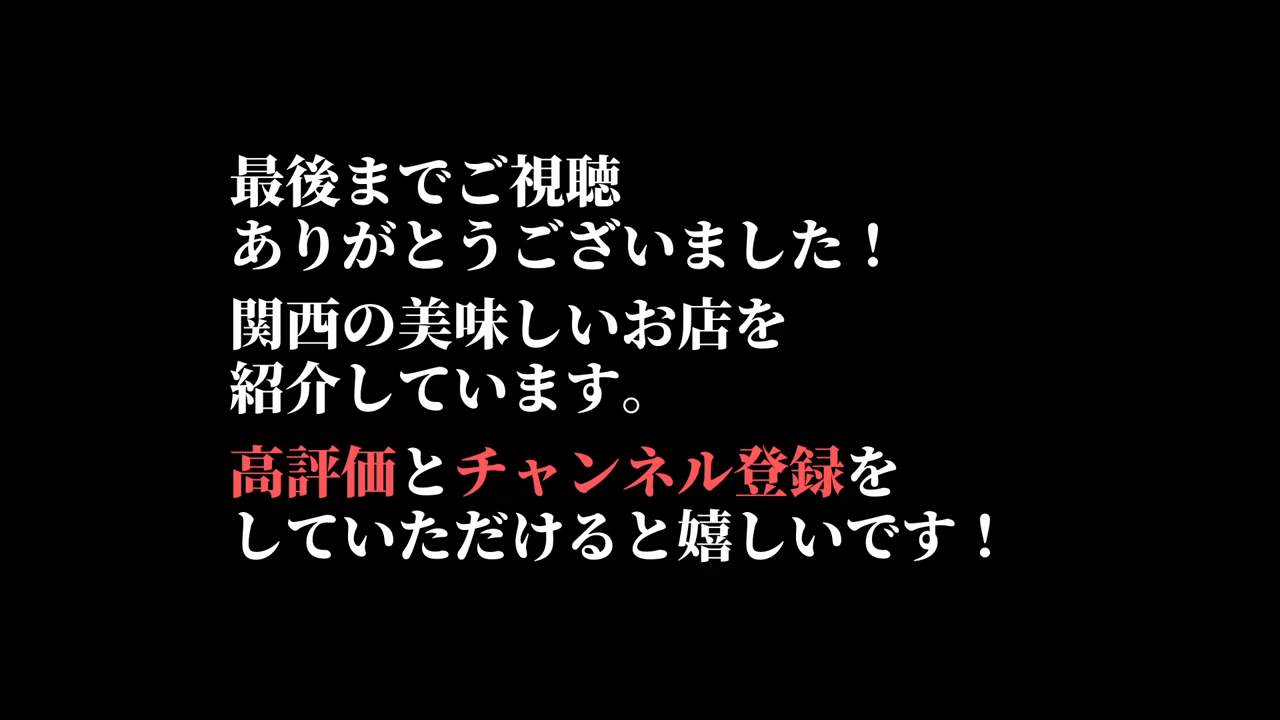 最後までご視聴
ありがとうございました！
関西の美味しいお店を
紹介しています。
高評価とチャンネル登録を
していただけると嬉しいです！